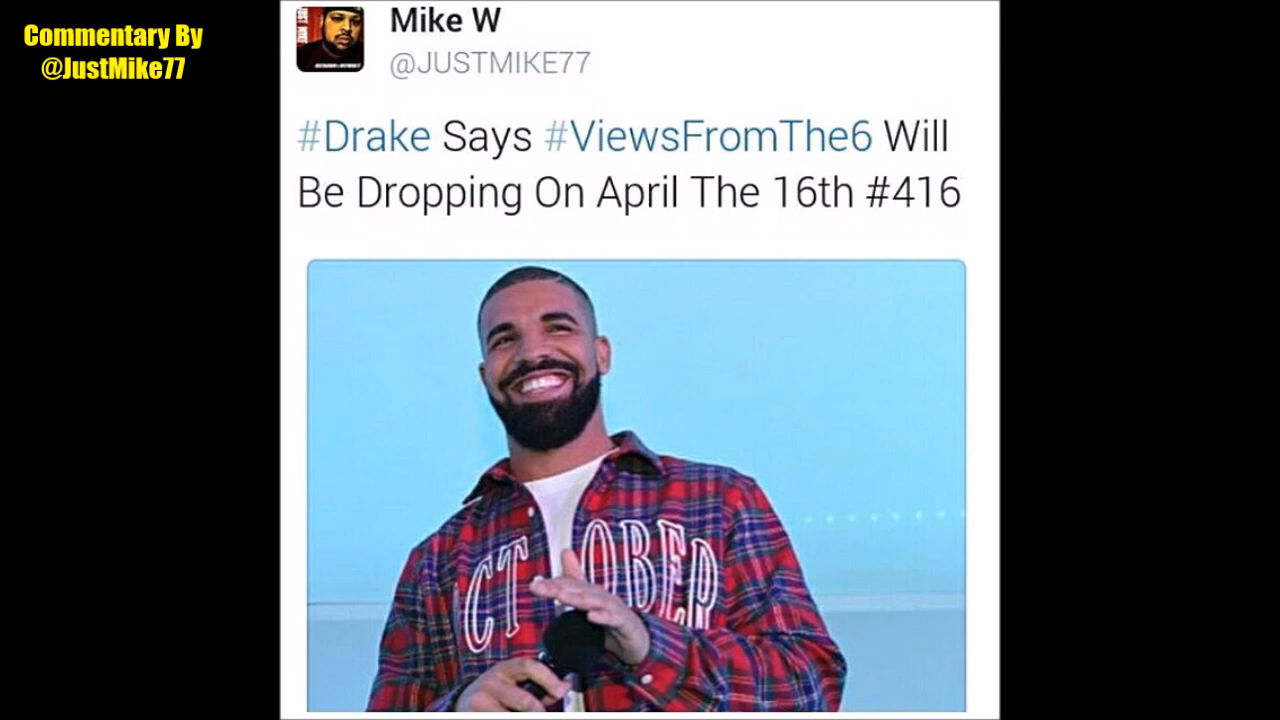 Commentary By
@JustMike77
Mike W
@JUSTMIKE77
#Drake Says #ViewsFromThe6 Will
Be Dropping On April The 16th #416
CT OBER